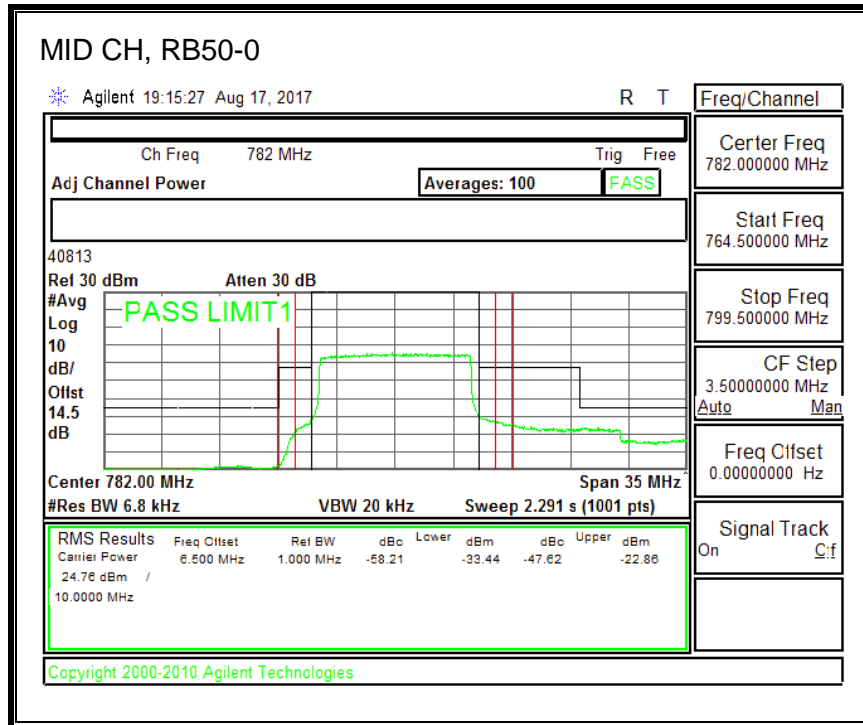 MID CH, RB50-0
Agilent 19:15:27 Aug 17, 2017 R T
Ch Freq 782 MHz Trig Free
Adj Channel Power Averages: 100 PASS
40813
Ref 30 dBm Atten 30 dB
#Avg
Log
10
dB/
Offst
14.5
dB
PASS LIMIT1
Center 782.00 MHz Span 35 MHz
#Res BW 6.8 kHz VBW 20 kHz Sweep 2.291 s (1001 pts)
RMS Results Freq Offset Ref BW dBc Lower dBm dBc Upper dBm
Carrier Power 6.500 MHz 1.000 MHz -58.21 -33.44 -47.62 -22.86
24.76 dBm /
10.0000 MHz
Copyright 2000-2010 Agilent Technologies
Freq/Channel
Center Freq
782.000000 MHz
Start Freq
764.500000 MHz
Stop Freq
799.500000 MHz
CF Step
3.50000000 MHz
Auto Man
Freq Offset
0.00000000 Hz
Signal Track
On Off